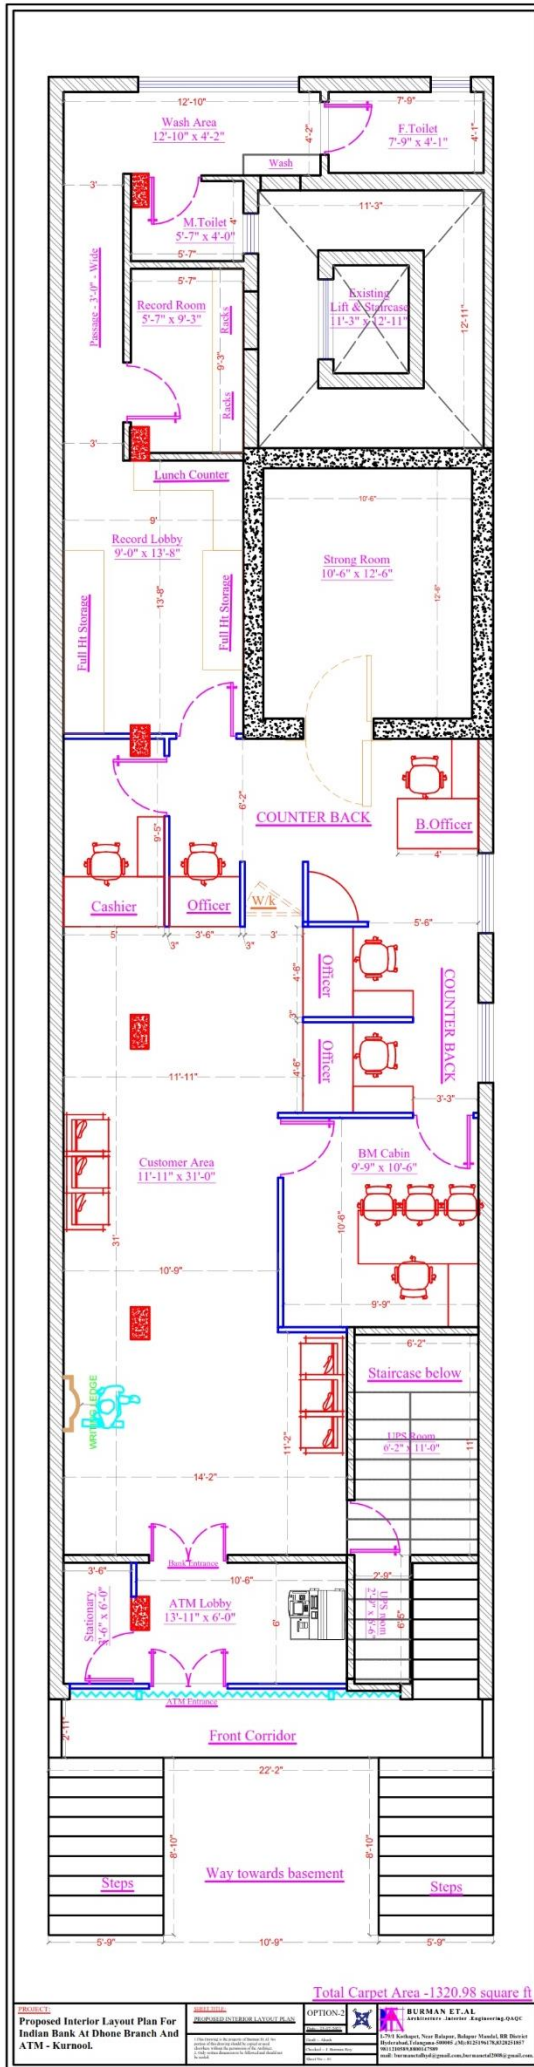 12'-10"
7'-9"
Wash Area
12'-10" x 4'-2"
4'-2"
F.Toilet
7'-9" x 4'-1"
4'-1"
Wash
3'
11'-3"
M.Toilet
5'-7" x 4'-0"
4'
5'-7"
5'-7"
Passage - 3'-0" - Wide
Record Room
5'-7" x 9'-3"
Racks
9'-3"
Racks
Existing
Lift & Staircase
11'-3" x 12'-11"
12'-11"
3'
Lunch Counter
9'
10'-6"
Record Lobby
9'-0" x 13'-8"
13'-8"
Full Ht Storage
Full Ht Storage
Strong Room
10'-6" x 12'-6"
12'-6"
6'-2"
COUNTER BACK
B.Officer
9'-5"
4'
Cashier
Officer
W/k
5'-6"
5'
3'-6"
3'
3"
3"
4'-6"
Officer
COUNTER BACK
3"
11'-11"
4'-6"
Officer
3'-3"
Customer Area
11'-11" x 31'-0"
BM Cabin
9'-9" x 10'-6"
31'
10'-6"
10'-9"
9'-9"
6'-2"
Staircase below
WRITING LEDGE
11'-2"
UPS Room
6'-2" x 11'-0"
11'
14'-2"
Bank Entrance
3'-6"
10'-6"
2'-9"
Stationary
ATM Lobby
13'-11" x 6'-0"
6'
UPS room
6'-5"
ATM Entrance
2'-11"
Front Corridor
22'-2"
8'-10"
8'-10"
Way towards basement
Steps
Steps
5'-9"
10'-9"
5'-9"
Total Carpet Area -1320.98 square ft
PROJECT:
Proposed Interior Layout Plan For
Indian Bank At Dhone Branch And
ATM - Kurnool.
PROPOSED INTERIOR LAYOUT PLAN
OPTION-2
BURMAN ET.AL
Architecture .Interior .Engineering.QAQC